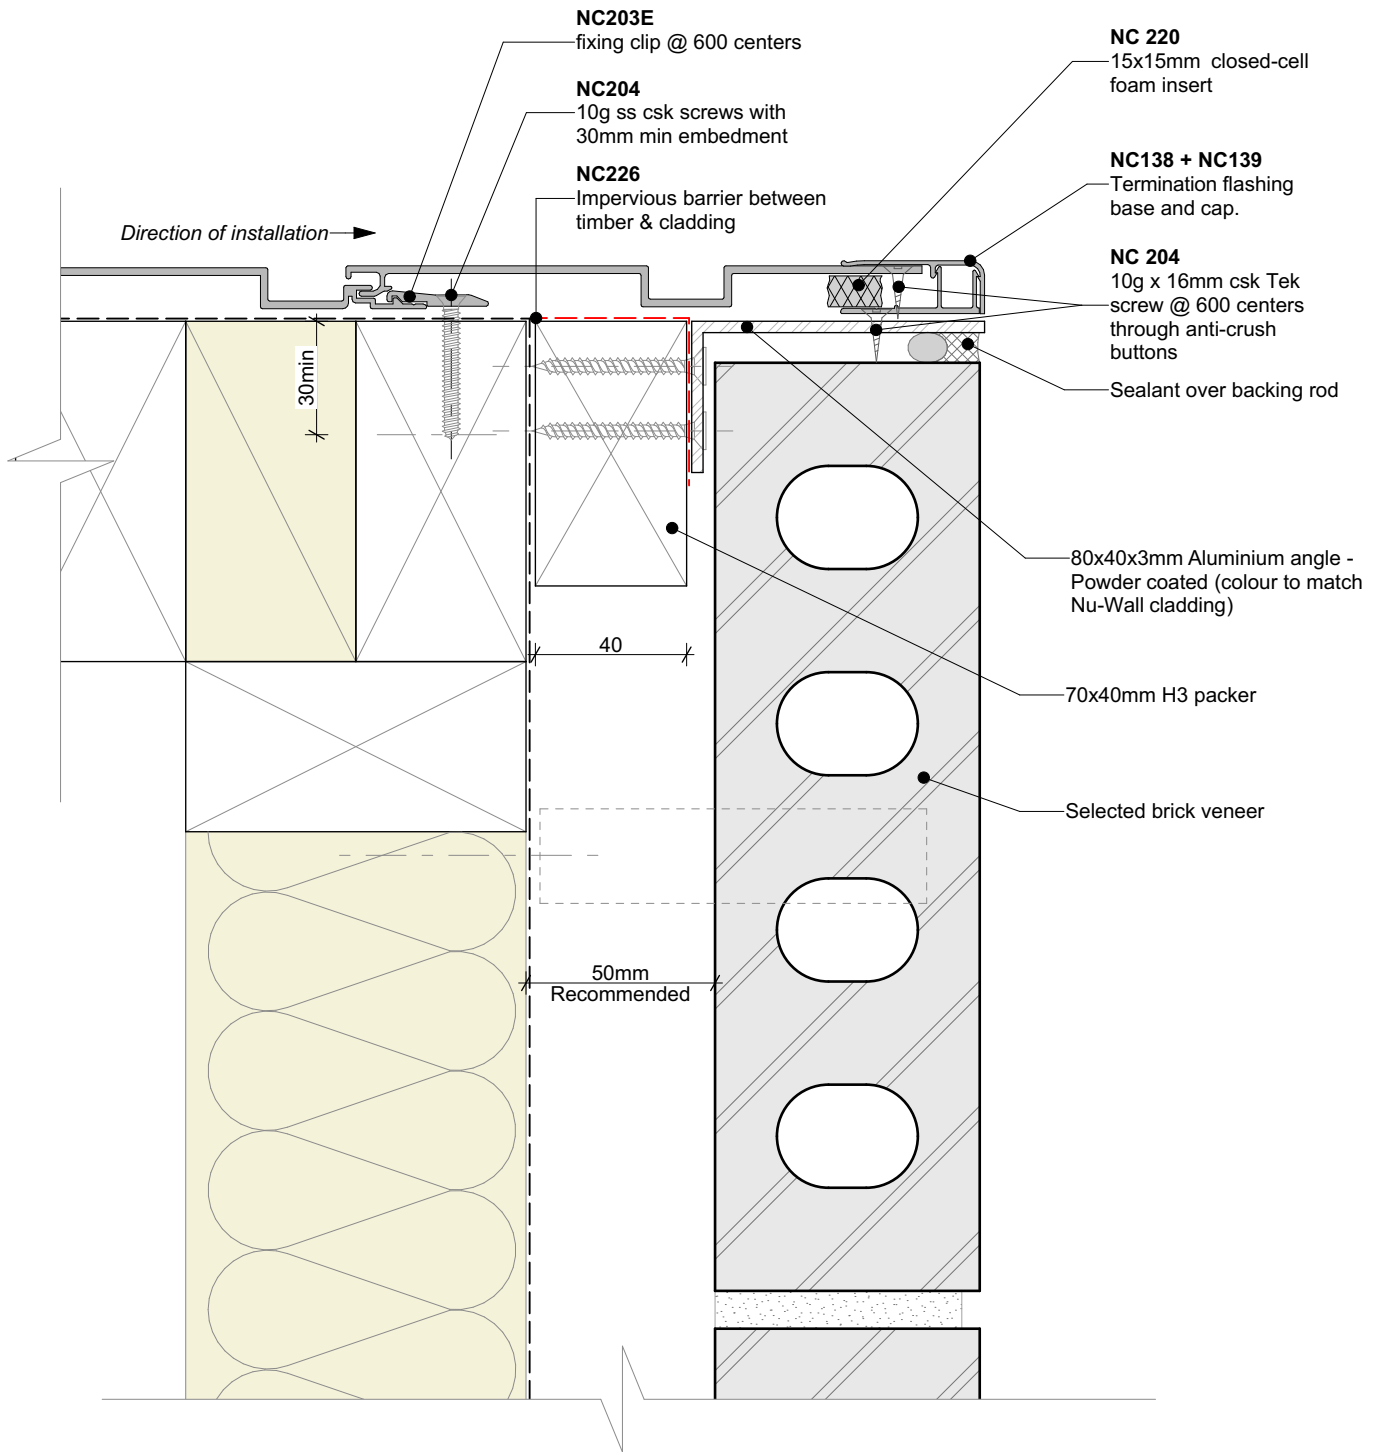 NC203E
fixing clip @ 600 centers
NC204
10g ss csk screws with
30mm min embedment
NC226
Impervious barrier between
timber & cladding
Direction of installation
NC 220
15x15mm closed-cell
foam insert
NC138 + NC139
Termination flashing
base and cap.
NC 204
10g x 16mm csk Tek
screw @ 600 centers
through anti-crush
buttons
Sealant over backing rod
30min
80x40x3mm Aluminium angle -
Powder coated (colour to match
Nu-Wall cladding)
40
70x40mm H3 packer
Selected brick veneer
50mm
Recommended